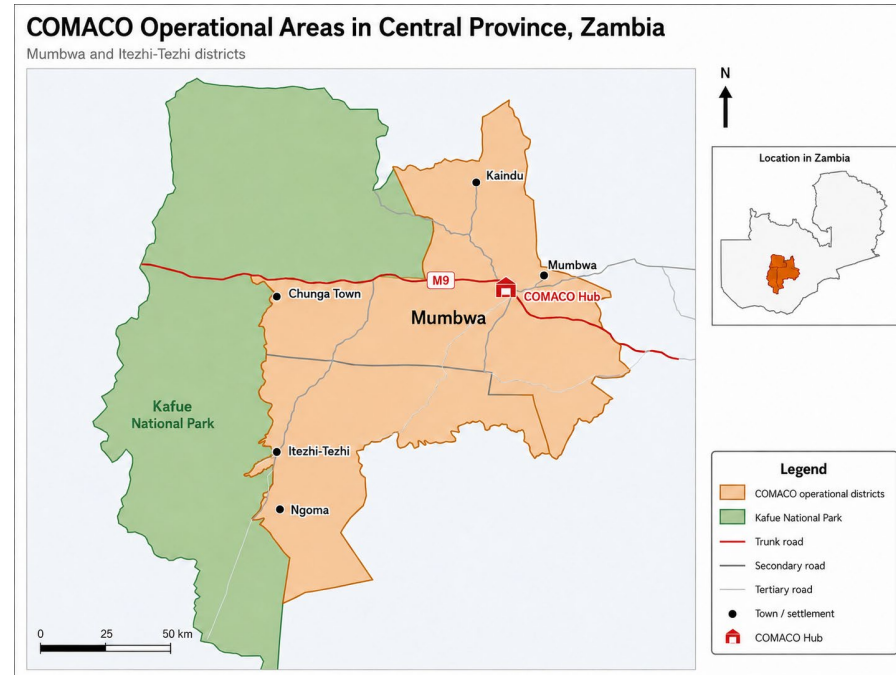 COMACO Operational Areas in Central Province, Zambia
Mumbwa and Itezhi-Tezhi districts
N
Location in Zambia
Kaindu
Mumbwa
M9
COMACO Hub
Chunga Town
Mumbwa
Kafue
National Park
Itezhi-Tezhi
Ngoma
Legend
COMACO operational districts
Kafue National Park
Trunk road
Secondary road
Tertiary road
Town / settlement
COMACO Hub
0 25 50 km